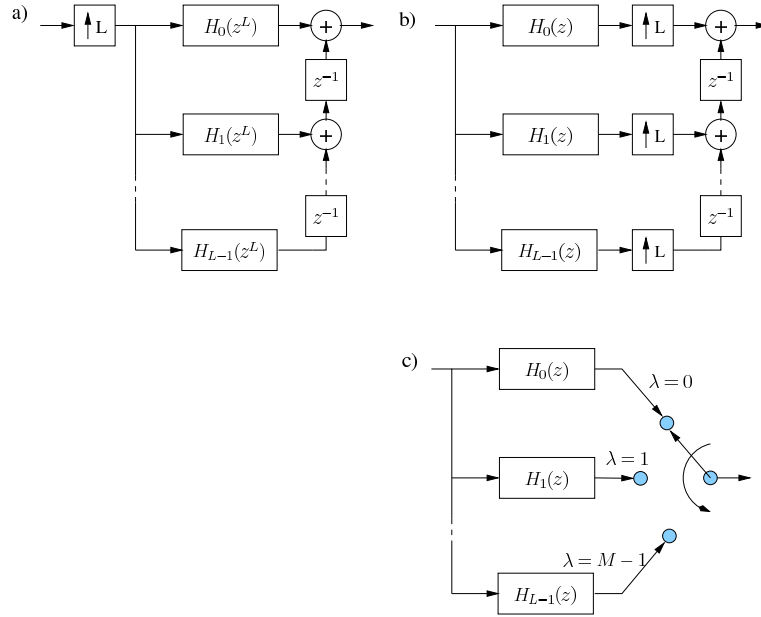 a)
↑ L
H₀(z^L)
+
z⁻¹
H₁(z^L)
+
z⁻¹
H_{L−1}(z^L)
b)
H₀(z)
↑ L
+
z⁻¹
H₁(z)
↑ L
+
z⁻¹
H_{L−1}(z)
↑ L
c)
H₀(z)
λ = 0
H₁(z)
λ = 1
λ = M − 1
H_{L−1}(z)